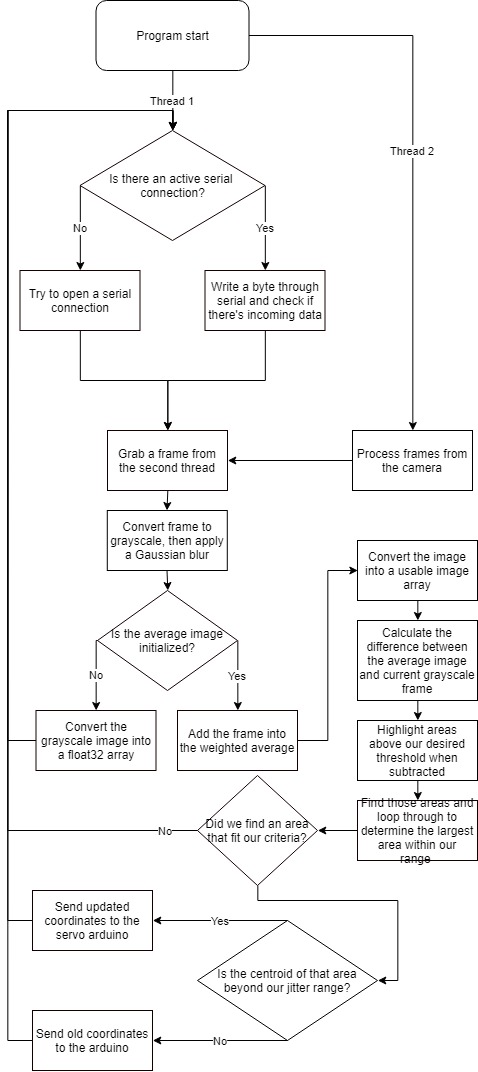 Program start
Thread 1
Thread 2
Is there an active serial
connection?
No
Yes
Try to open a serial
connection
Write a byte through
serial and check if
there's incoming data
Grab a frame from
the second thread
Process frames from
the camera
Convert frame to
grayscale, then apply
a Gaussian blur
Convert the image
into a usable image
array
Is the average image
initialized?
Calculate the
difference between
the average image
and current grayscale
frame
No
Yes
Convert the
grayscale image into
a float32 array
Add the frame into
the weighted average
Highlight areas
above our desired
threshold when
subtracted
Find those areas and
loop through to
determine the largest
area within our
range
Did we find an area
that fit our criteria?
No
Send updated
coordinates to the
servo arduino
Yes
Is the centroid of that area
beyond our jitter range?
No
Send old coordinates
to the arduino